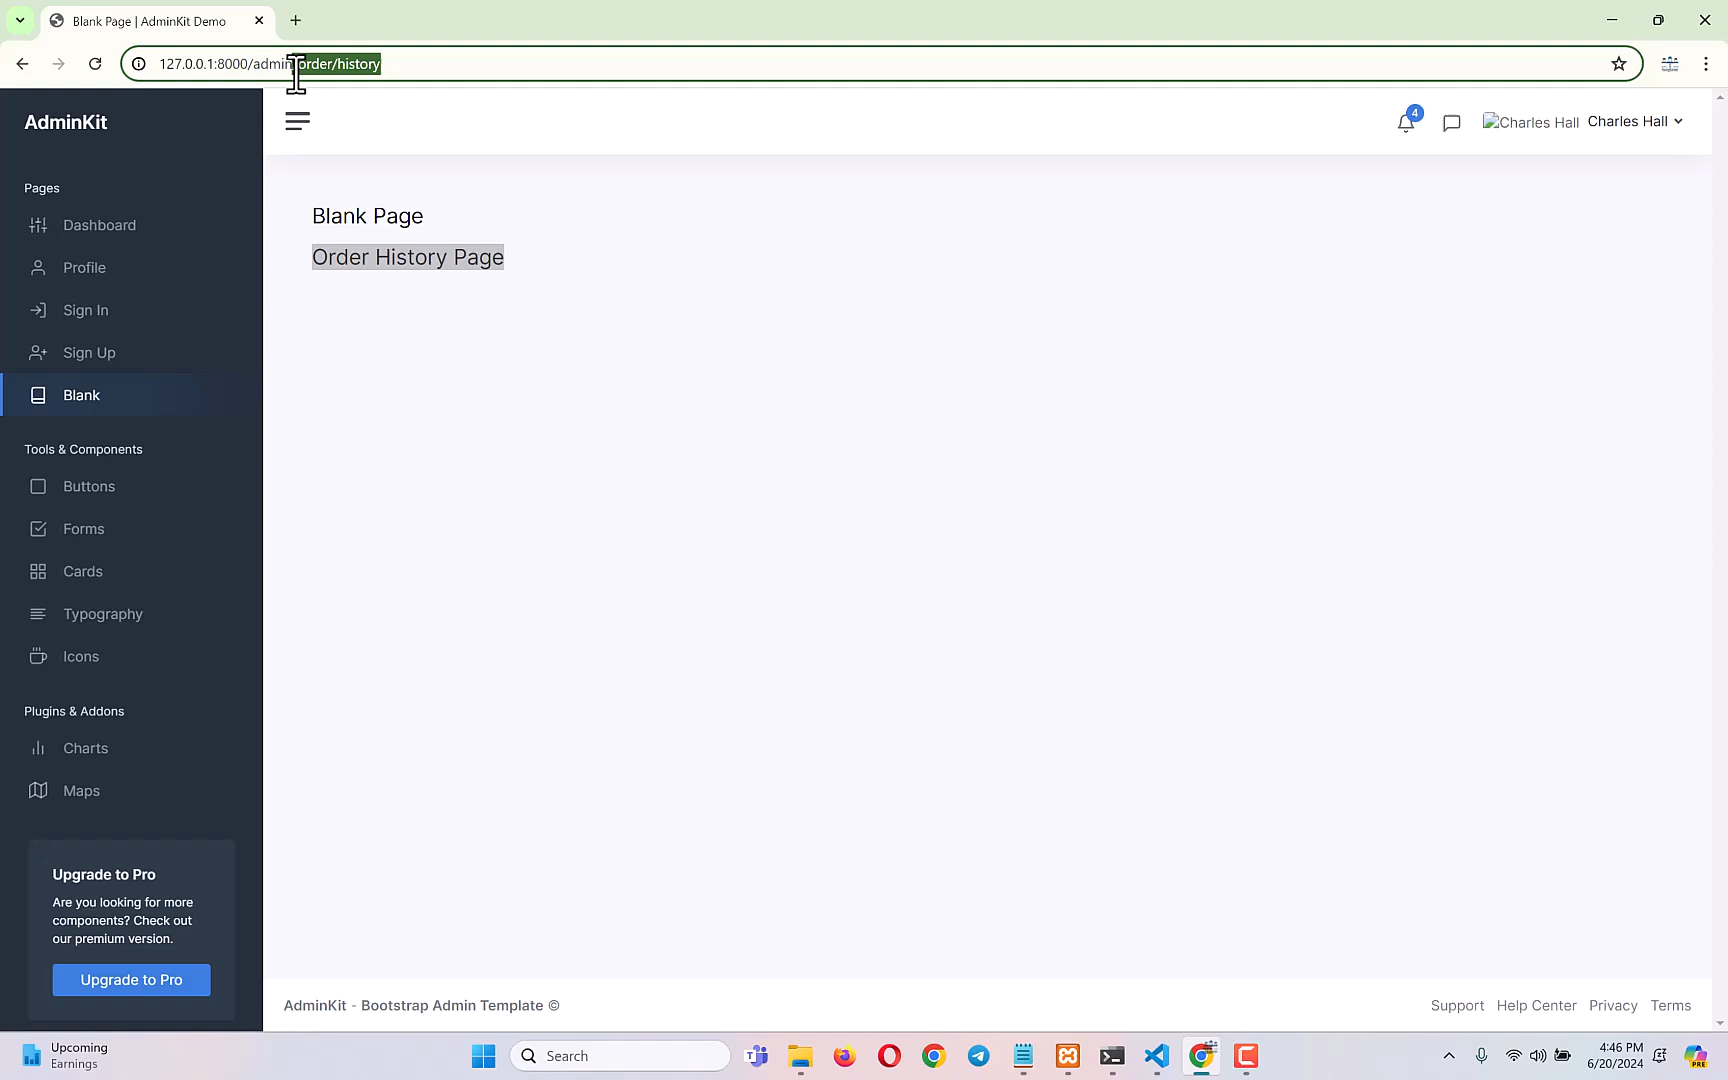 Blank Page | AdminKit Demo
127.0.0.1:8000/admin/order/history
AdminKit
4
Charles Hall
Charles Hall
Pages
Dashboard
Profile
Sign In
Sign Up
Blank
Tools & Components
Buttons
Forms
Cards
Typography
Icons
Plugins & Addons
Charts
Maps
Upgrade to Pro
Are you looking for more
components? Check out
our premium version.
Upgrade to Pro
Blank Page
Order History Page
AdminKit - Bootstrap Admin Template ©
Support Help Center Privacy Terms
Upcoming
Earnings
Search
4:46 PM
6/20/2024
PRE